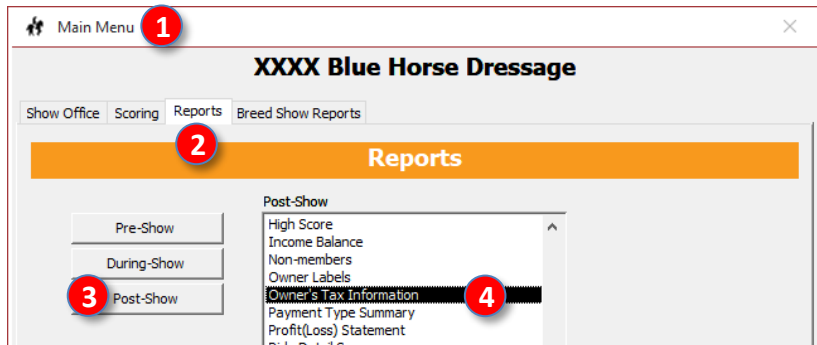 Main Menu 1
XXXX Blue Horse Dressage
Show Office Scoring Reports Breed Show Reports
2
Reports
Post-Show
Pre-Show
During-Show
3 Post-Show
High Score
Income Balance
Non-members
Owner Labels
Owner's Tax Information 4
Payment Type Summary
Profit(Loss) Statement